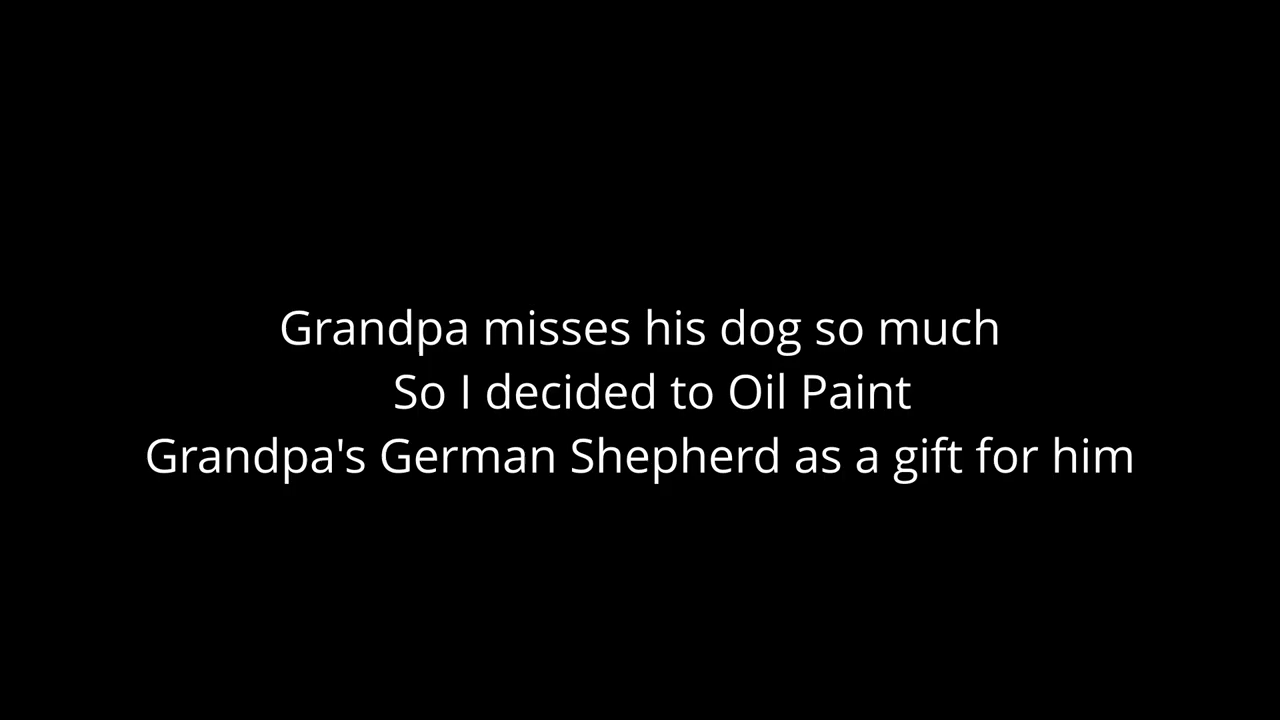 Grandpa misses his dog so much
So I decided to Oil Paint
Grandpa's German Shepherd as a gift for him